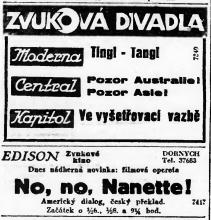 ZVUKOVÁ DIVADLA
Moderna Tingl - Tangl
Central Pozor Australie!
Pozor Asie!
Kapitol Ve vyšetřovací vazbě
EDISON Zvukové kino DORNYCH Tel. 37653
Dnes nádherná novinka: filmová opereta
No, no, Nanette!
Americký dialog, český překlad. 7417
Začátek o ½6., ½8. a 9¼ hod.